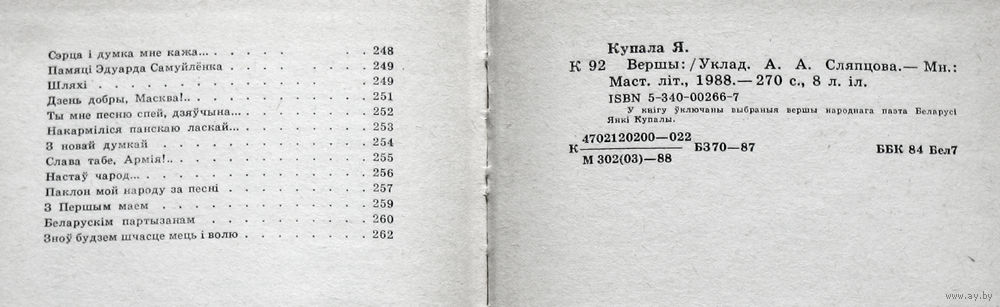 Сэрца і думка мне кажа... 248
Памяці Эдуарда Самуйлёнка 249
Шляхі 249
Дзень добры, Масква!.. 251
Ты мне песню спей, дзяўчына... 252
Накарміліся панскаю ласкай... 253
З новай думкай 254
Слава табе, Армія!.. 255
Настаў чарод... 256
Паклон мой народу за песні 257
З Першым маем 259
Беларускім партызанам 260
Зноў будзем шчасце мець і волю 262
Купала Я.
К 92 Вершы:/Уклад. А. А. Сляпцова.— Мн.:
Маст. літ., 1988.— 270 с., 8 л. іл.
ISBN 5-340-00266-7
У кнігу ўключаны выбраныя вершы народнага паэта Беларусі
Янкі Купалы.
4702120200—022
К БЗ70—87 ББК 84 Бел7
М 302(03)—88
www.ay.by